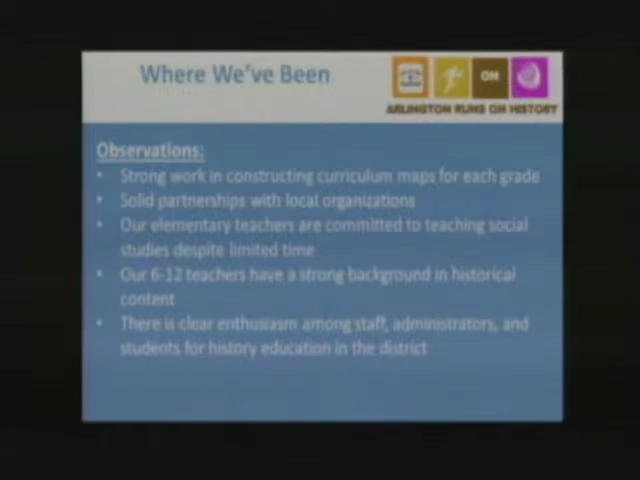 Where We've Been
ON
ARLINGTON RUNS ON HISTORY
Observations:
• Strong work in constructing curriculum maps for each grade
• Solid partnerships with local organizations
• Our elementary teachers are committed to teaching social
studies despite limited time
• Our 6-12 teachers have a strong background in historical
content
• There is clear enthusiasm among staff, administrators, and
students for history education in the district